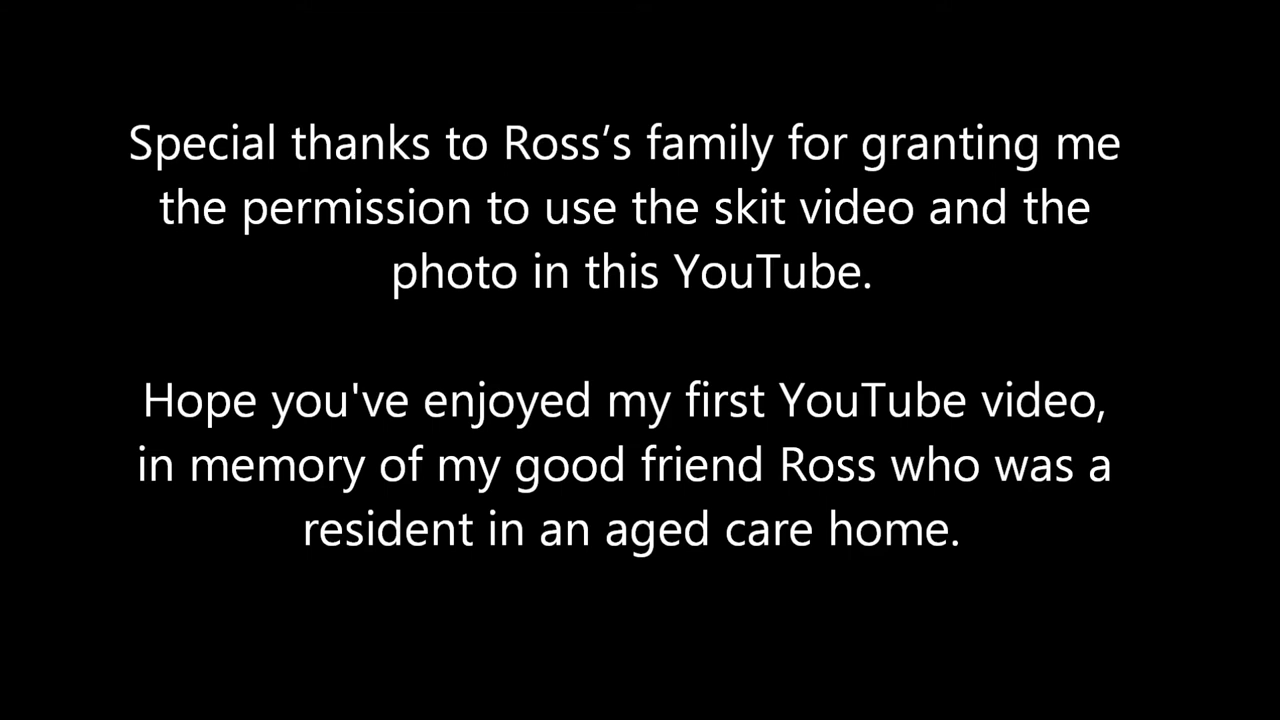 Special thanks to Ross’s family for granting me
the permission to use the skit video and the
photo in this YouTube.
Hope you've enjoyed my first YouTube video,
in memory of my good friend Ross who was a
resident in an aged care home.